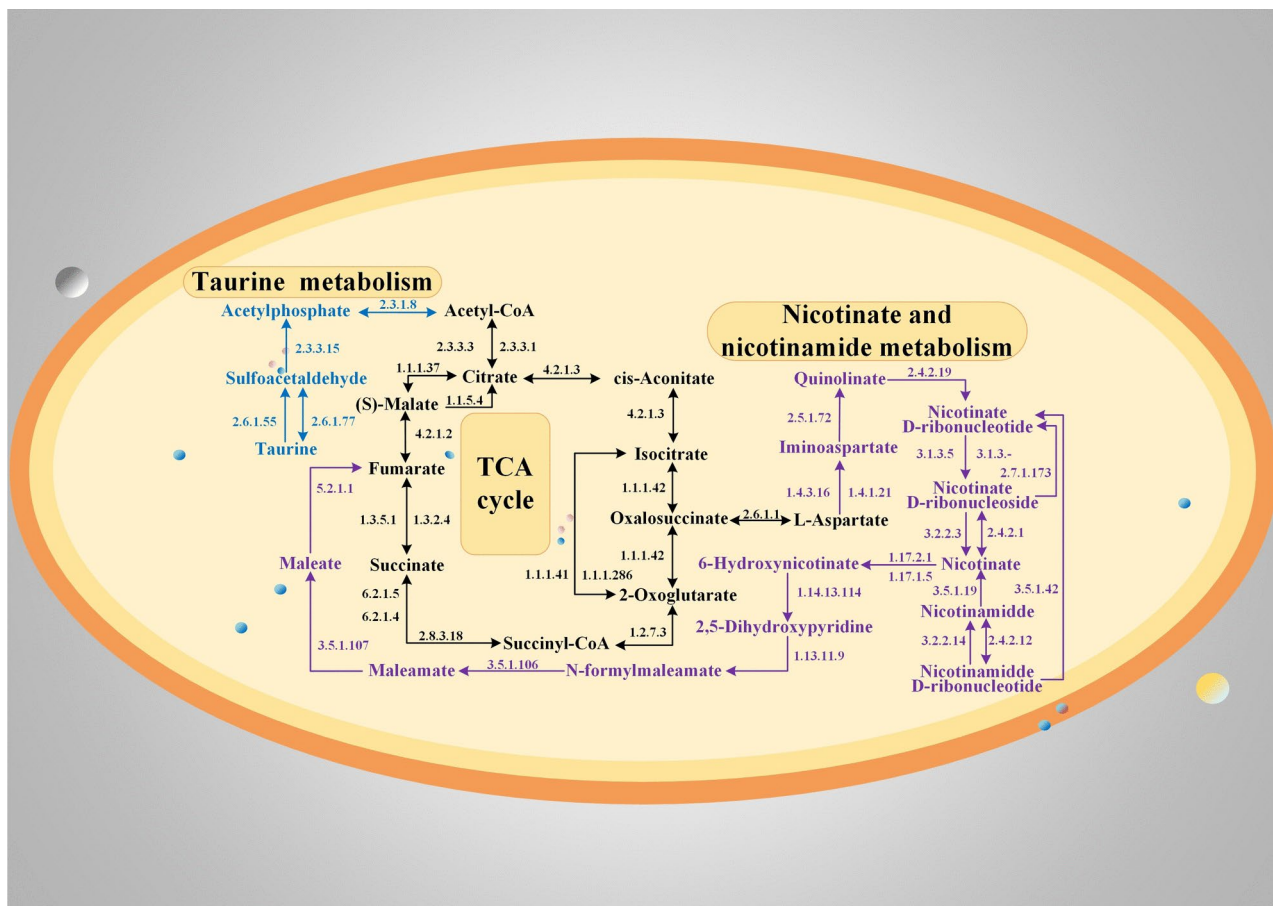 Taurine metabolism
Acetylphosphate
2.3.1.8
Acetyl-CoA
2.3.3.15
2.3.3.3
2.3.3.1
Sulfoacetaldehyde
2.6.1.55
2.6.1.77
Taurine
1.1.1.37
Citrate
4.2.1.3
cis-Aconitate
(S)-Malate
1.1.5.4
4.2.1.2
4.2.1.3
Fumarate
TCA
cycle
Isocitrate
5.2.1.1
1.3.5.1
1.3.2.4
1.1.1.42
Oxalosuccinate
2.6.1.1
L-Aspartate
Maleate
Succinate
1.1.1.41
1.1.1.286
1.1.1.42
2-Oxoglutarate
6.2.1.5
6.2.1.4
2.8.3.18
Succinyl-CoA
1.2.7.3
3.5.1.107
Maleamate
3.5.1.106
N-formylmaleamate
Nicotinate and
nicotinamide metabolism
Quinolinate
2.4.2.19
Nicotinate
D-ribonucleotide
2.5.1.72
Iminoaspartate
3.1.3.5
3.1.3.-
2.7.1.173
1.4.3.16
1.4.1.21
Nicotinate
D-ribonucleoside
3.2.2.3
2.4.2.1
6-Hydroxynicotinate
1.17.2.1
1.17.1.5
Nicotinate
1.14.13.114
3.5.1.19
3.5.1.42
2,5-Dihydroxypyridine
Nicotinamidde
1.13.11.9
3.2.2.14
2.4.2.12
Nicotinamidde
D-ribonucleotide